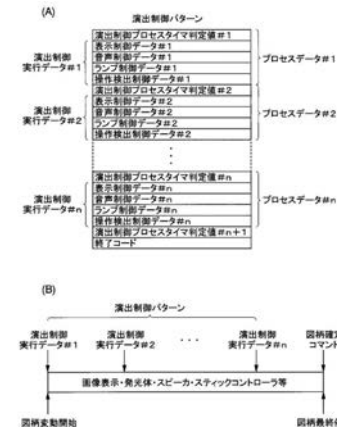 (A)
演出制御パターン
演出制御プロセスタイマ判定値#1
表示制御データ#1
音声制御データ#1
ランプ制御データ#1
操作検出制御データ#1
演出制御
実行データ#1
プロセスデータ#1
演出制御プロセスタイマ判定値#2
表示制御データ#2
音声制御データ#2
ランプ制御データ#2
操作検出制御データ#2
演出制御
実行データ#2
プロセスデータ#2
演出制御プロセスタイマ判定値#n
表示制御データ#n
音声制御データ#n
ランプ制御データ#n
操作検出制御データ#n
演出制御
実行データ#n
プロセスデータ#n
演出制御プロセスタイマ判定値#n+1
終了コード
(B)
演出制御パターン
演出制御
実行データ#1
演出制御
実行データ#2
・・・
演出制御
実行データ#n
図柄確定
コマンド
画像表示・発光体・スピーカ・スティックコントローラ等
図柄変動開始
図柄最終停